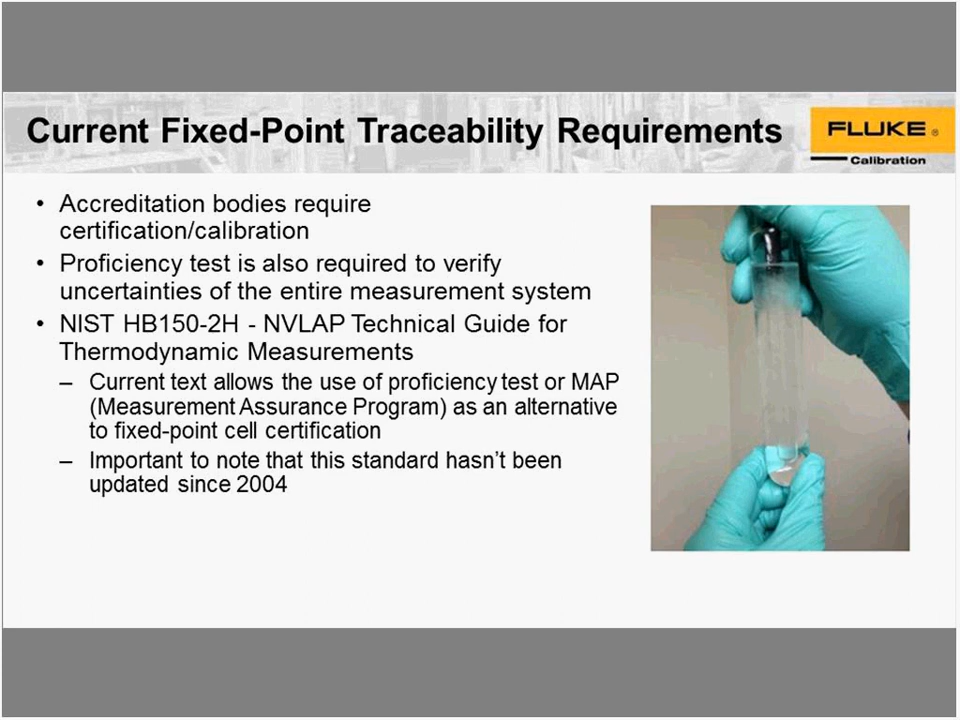 Current Fixed-Point Traceability Requirements
FLUKE ®
Calibration
• Accreditation bodies require
certification/calibration
• Proficiency test is also required to verify
uncertainties of the entire measurement system
• NIST HB150-2H - NVLAP Technical Guide for
Thermodynamic Measurements
– Current text allows the use of proficiency test or MAP
(Measurement Assurance Program) as an alternative
to fixed-point cell certification
– Important to note that this standard hasn’t been
updated since 2004